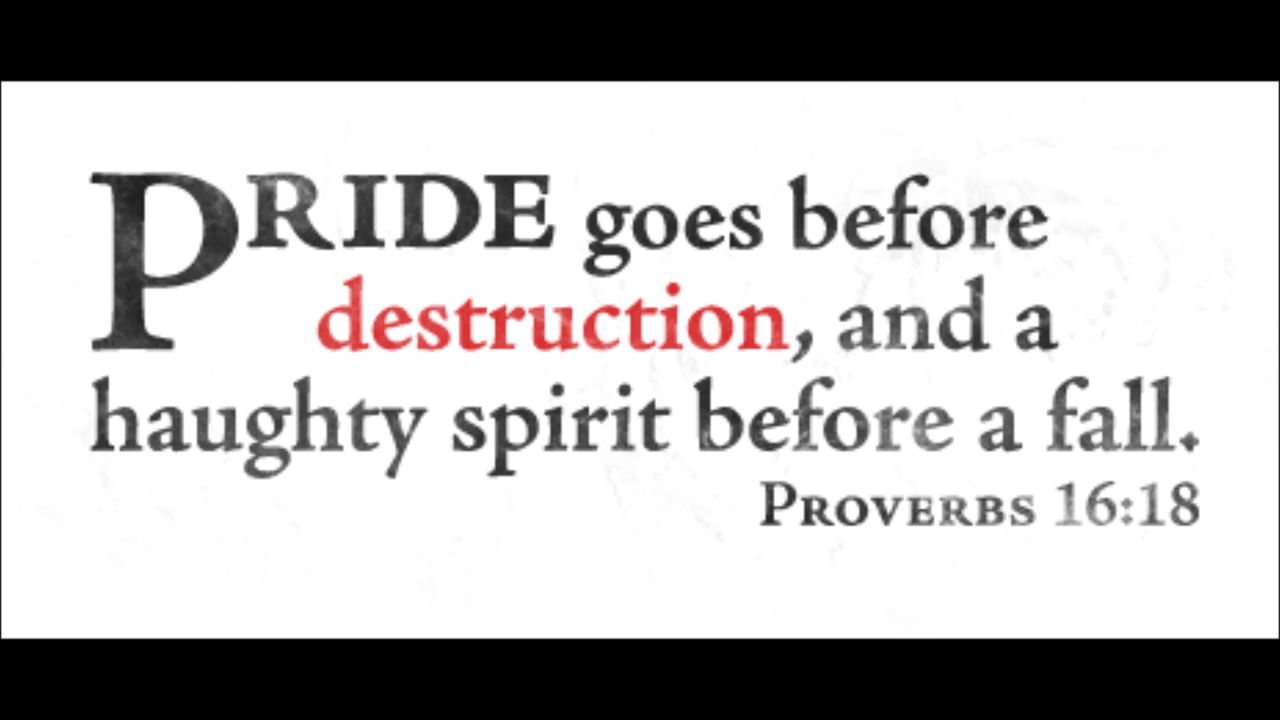 PRIDE goes before
destruction, and a
haughty spirit before a fall.
PROVERBS 16:18